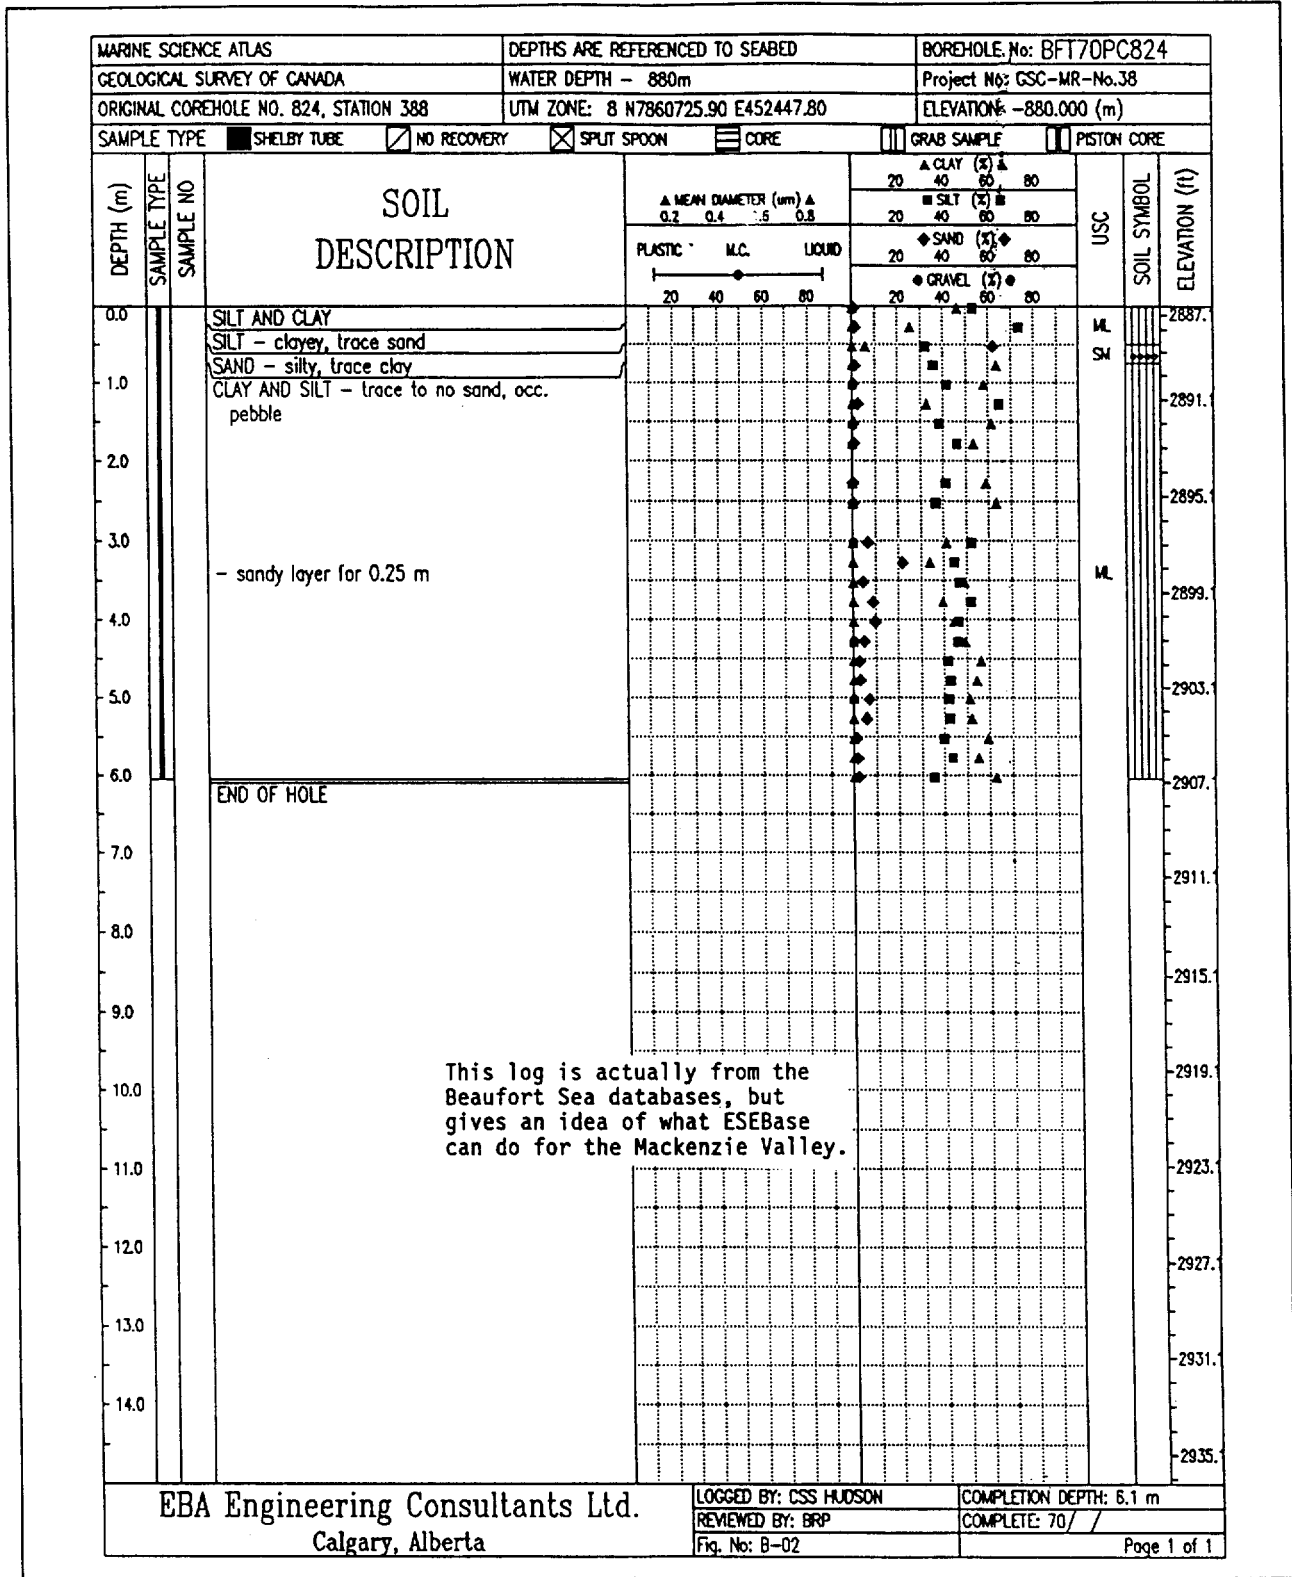 MARINE SCIENCE ATLAS DEPTHS ARE REFERENCED TO SEABED BOREHOLE No: BFT70PC824
GEOLOGICAL SURVEY OF CANADA WATER DEPTH - 880m Project No: GSC-MR-No.38
ORIGINAL COREHOLE NO. 824, STATION 388 UTM ZONE: 8 N7860725.90 E452447.80 ELEVATION: -880.000 (m)
SAMPLE TYPE SHELBY TUBE NO RECOVERY SPLIT SPOON CORE GRAB SAMPLE PISTON CORE
DEPTH (m)
SAMPLE TYPE
SAMPLE NO
SOIL
DESCRIPTION
▲ MEAN DIAMETER (um) ▲
0.2 0.4 .6 0.8
PLASTIC M.C. LIQUID
20 40 60 80
▲ CLAY (%) ▲
20 40 60 80
■ SILT (%) ■
20 40 60 80
◆ SAND (%) ◆
20 40 60 80
● GRAVEL (%) ●
20 40 60 80
USC
SOIL SYMBOL
ELEVATION (ft)
0.0
1.0
2.0
3.0
4.0
5.0
6.0
7.0
8.0
9.0
10.0
11.0
12.0
13.0
14.0
SILT AND CLAY
SILT - clayey, trace sand
SAND - silty, trace clay
CLAY AND SILT - trace to no sand, occ.
pebble
- sandy layer for 0.25 m
END OF HOLE
ML
SM
ML
-2887.
-2891.1
-2895.1
-2899.1
-2903.1
-2907.
-2911.1
-2915.1
-2919.1
-2923.1
-2927.1
-2931.1
-2935.
This log is actually from the
Beaufort Sea databases, but
gives an idea of what ESEBase
can do for the Mackenzie Valley.
EBA Engineering Consultants Ltd.
Calgary, Alberta
LOGGED BY: CSS HUDSON COMPLETION DEPTH: 6.1 m
REVIEWED BY: BRP COMPLETE: 70/ /
Fig. No: B-02 Page 1 of 1